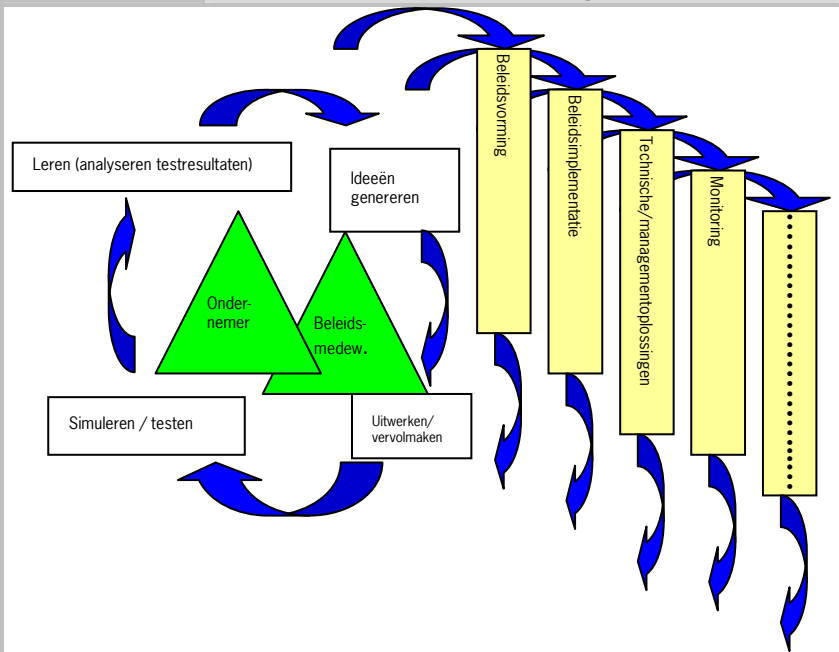 Leren (analyseren testresultaten)
Ideeën
genereren
Onder-
nemer
Beleids-
medew.
Simuleren / testen
Uitwerken/
vervolmaken
Beleidsvorming
Beleidsimplementatie
Technische/managementoplossingen
Monitoring